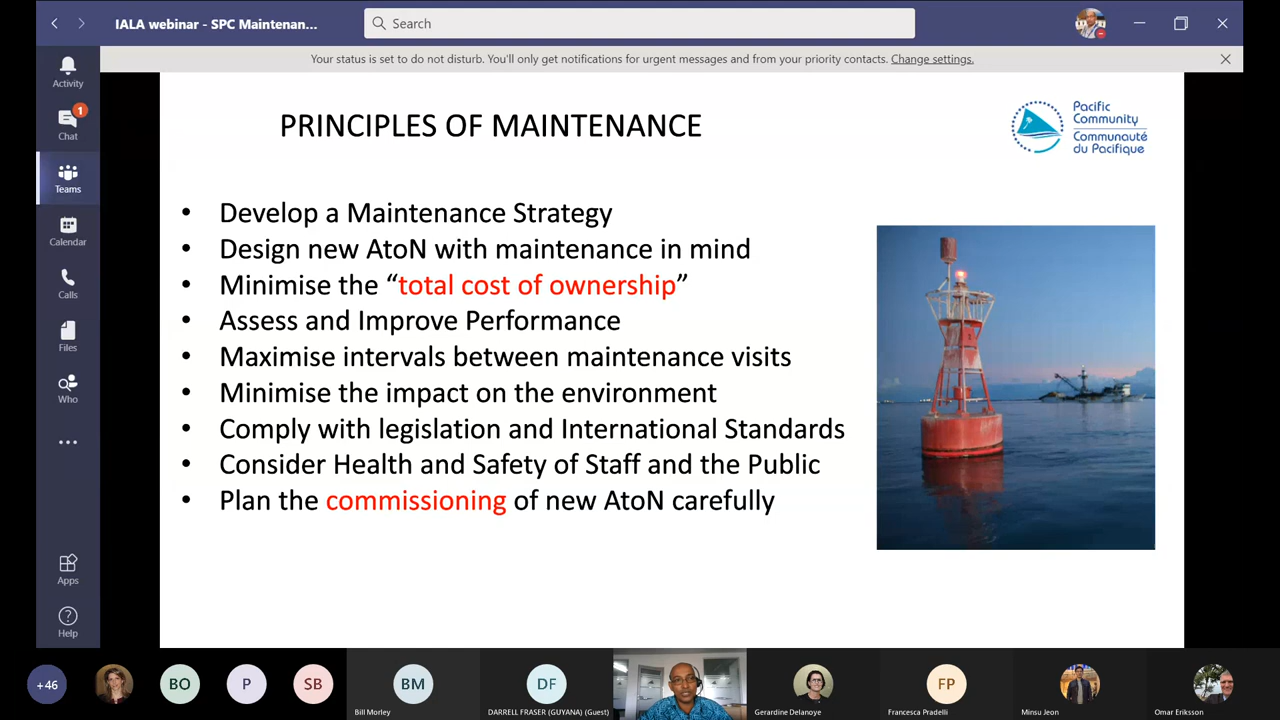 IALA webinar - SPC Maintenan...
Search
Your status is set to do not disturb. You'll only get notifications for urgent messages and from your priority contacts. Change settings.
Activity
1
Chat
Teams
Calendar
Calls
Files
Who
Apps
Help
PRINCIPLES OF MAINTENANCE
Pacific
Community
Communauté
du Pacifique
• Develop a Maintenance Strategy
• Design new AtoN with maintenance in mind
• Minimise the “total cost of ownership”
• Assess and Improve Performance
• Maximise intervals between maintenance visits
• Minimise the impact on the environment
• Comply with legislation and International Standards
• Consider Health and Safety of Staff and the Public
• Plan the commissioning of new AtoN carefully
+46
BO
P
SB
BM
Bill Morley
DF
DARRELL FRASER (GUYANA) (Guest)
Gerardine Delanoye
FP
Francesca Pradelli
Minsu Jeon
Omar Eriksson